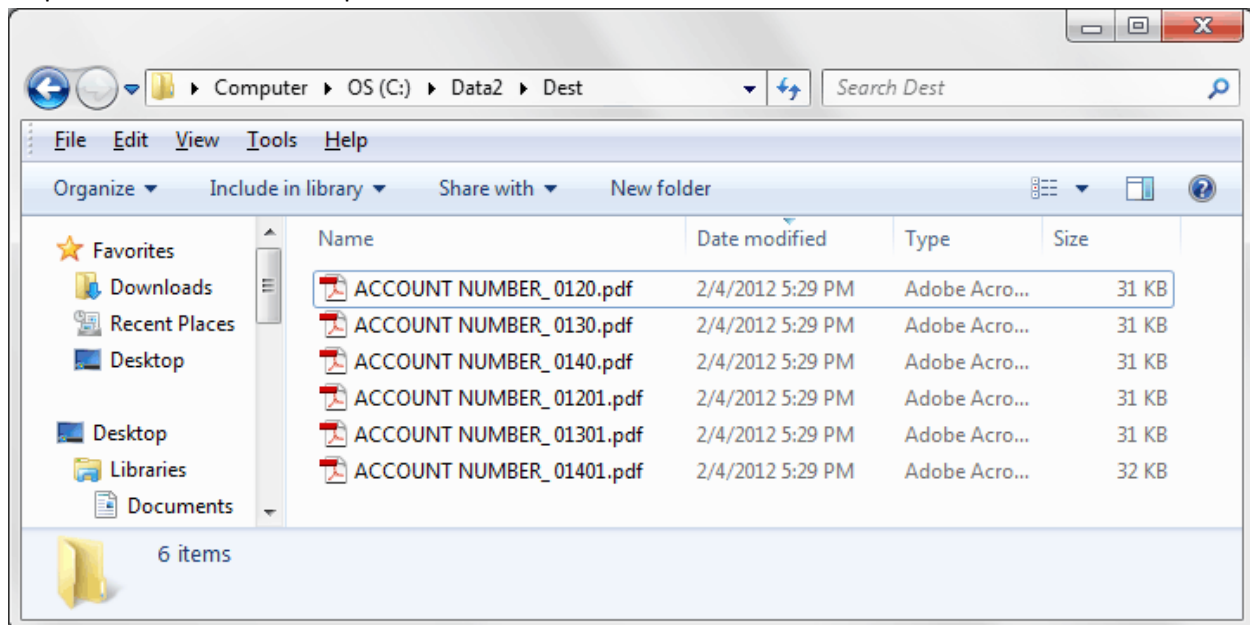 Computer ▸ OS (C:) ▸ Data2 ▸ Dest Search Dest
File Edit View Tools Help
Organize Include in library Share with New folder
Favorites
Downloads
Recent Places
Desktop
Desktop
Libraries
Documents
Name Date modified Type Size
ACCOUNT NUMBER_ 0120.pdf 2/4/2012 5:29 PM Adobe Acro... 31 KB
ACCOUNT NUMBER_ 0130.pdf 2/4/2012 5:29 PM Adobe Acro... 31 KB
ACCOUNT NUMBER_ 0140.pdf 2/4/2012 5:29 PM Adobe Acro... 31 KB
ACCOUNT NUMBER_ 01201.pdf 2/4/2012 5:29 PM Adobe Acro... 31 KB
ACCOUNT NUMBER_ 01301.pdf 2/4/2012 5:29 PM Adobe Acro... 31 KB
ACCOUNT NUMBER_ 01401.pdf 2/4/2012 5:29 PM Adobe Acro... 32 KB
6 items